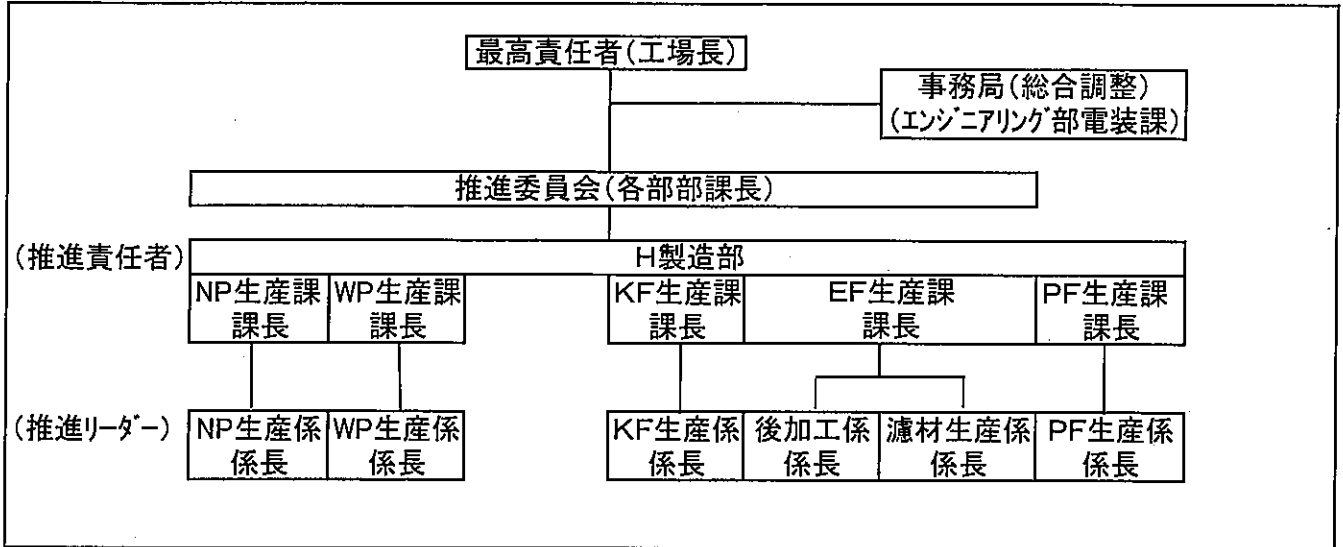 最高責任者(工場長)
事務局(総合調整)
(エンジニアリング部電装課)
推進委員会(各部部課長)
(推進責任者)
H製造部
NP生産課
課長
WP生産課
課長
KF生産課
課長
EF生産課
課長
PF生産課
課長
(推進リーダー)
NP生産係
係長
WP生産係
係長
KF生産係
係長
後加工係
係長
濾材生産係
係長
PF生産係
係長